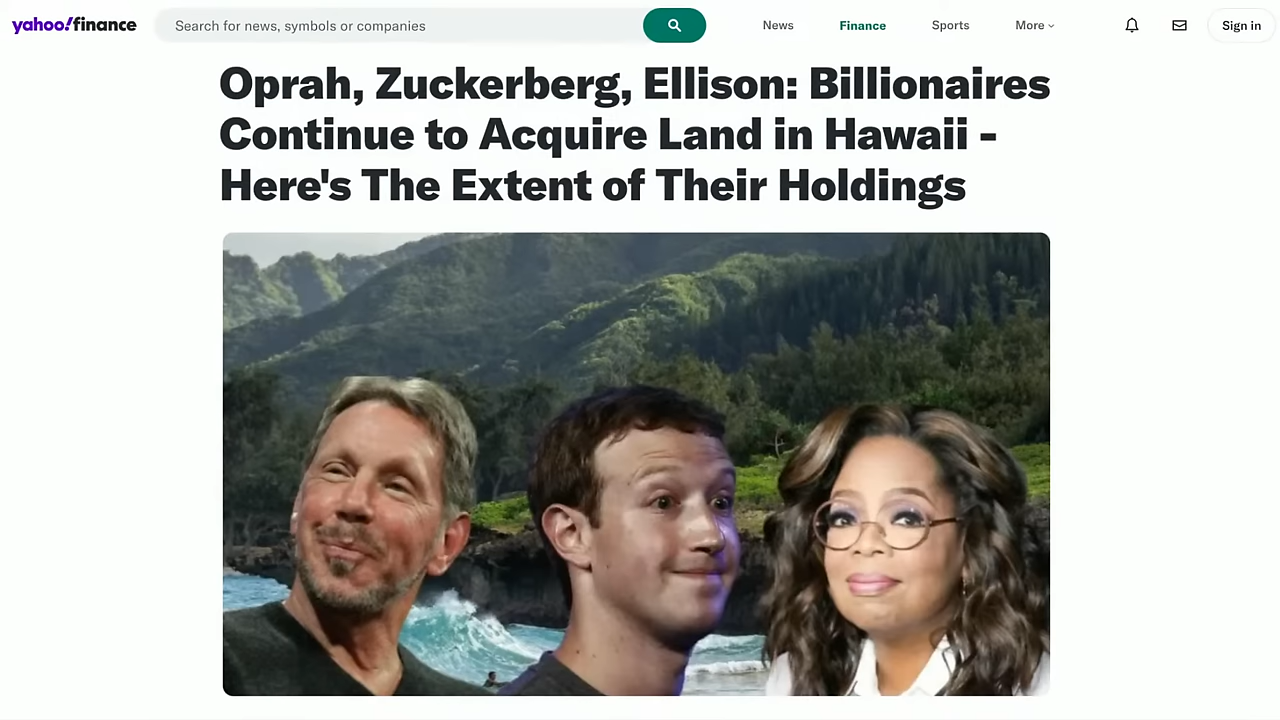 yahoo!finance
Search for news, symbols or companies
News
Finance
Sports
More
Sign in
Oprah, Zuckerberg, Ellison: Billionaires
Continue to Acquire Land in Hawaii -
Here's The Extent of Their Holdings